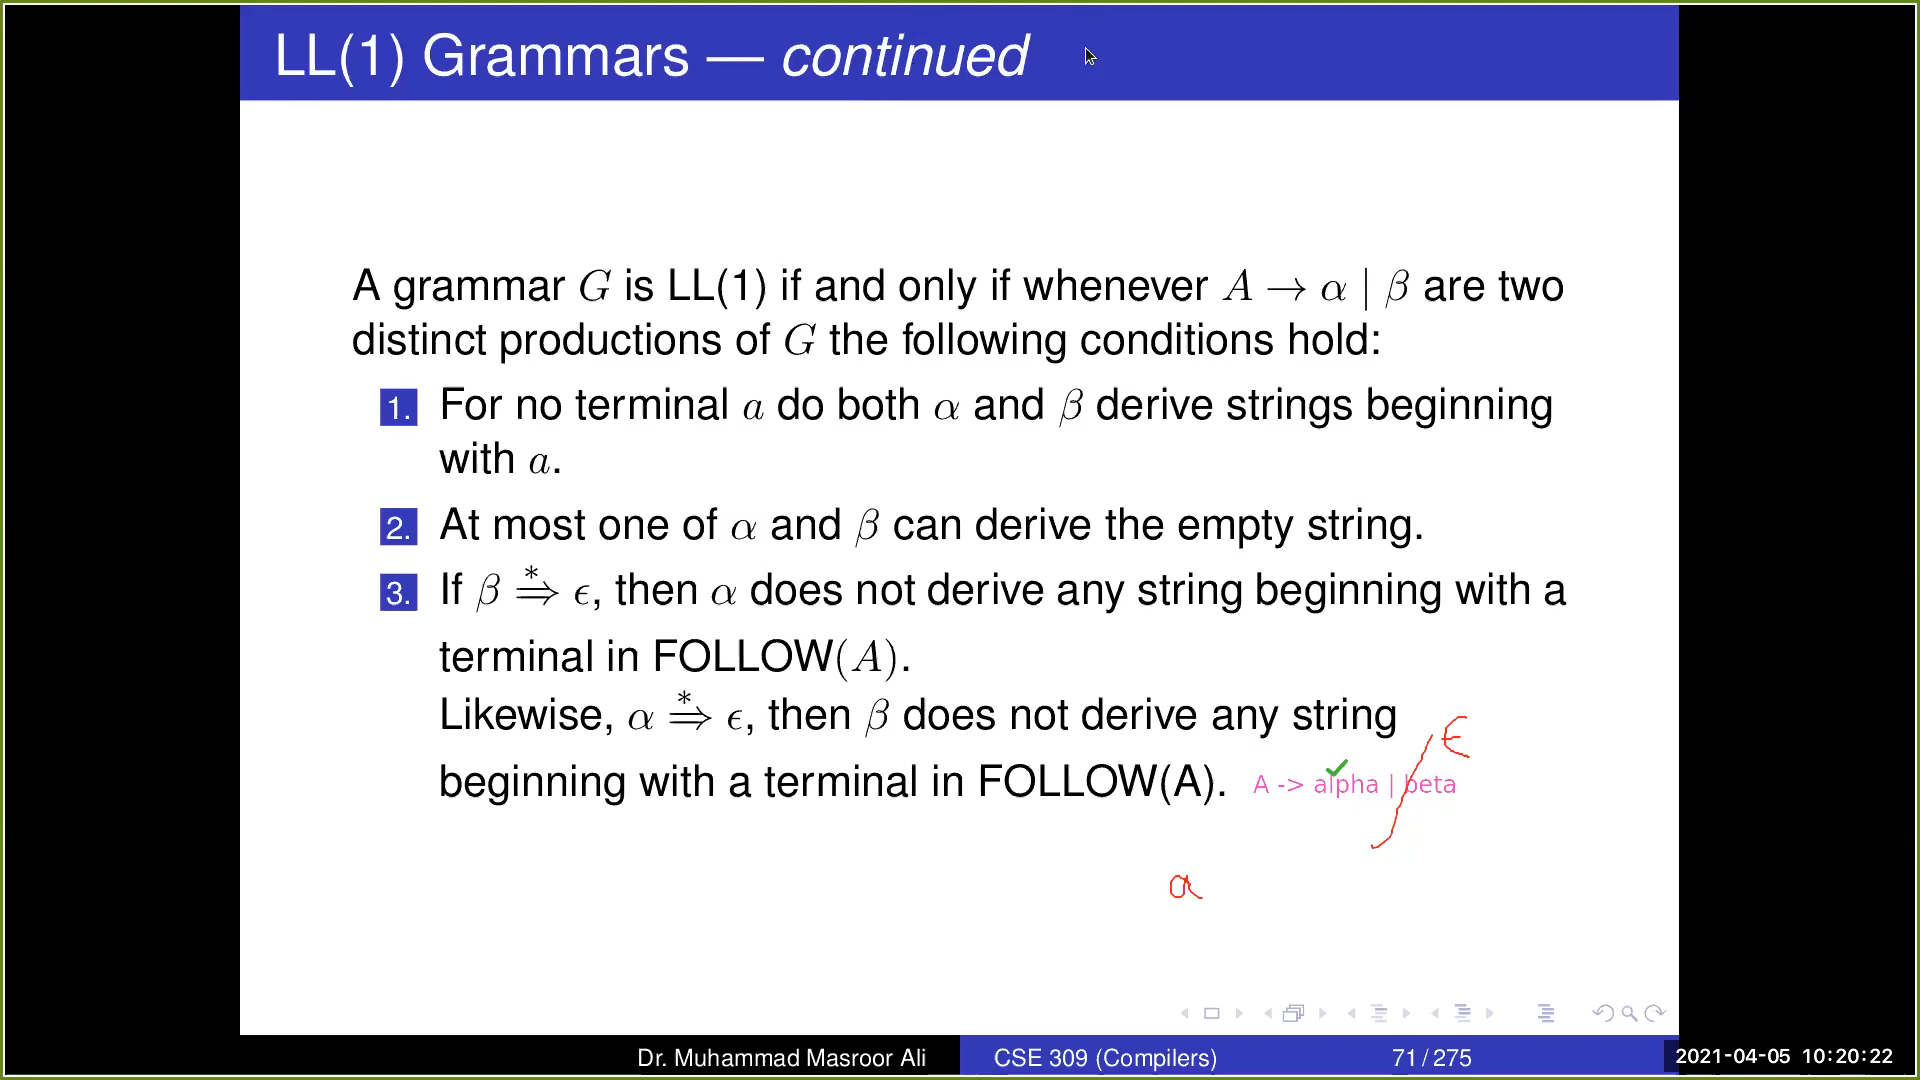 LL(1) Grammars — continued
A grammar G is LL(1) if and only if whenever A → α | β are two
distinct productions of G the following conditions hold:
1. For no terminal a do both α and β derive strings beginning
with a.
2. At most one of α and β can derive the empty string.
3. If β ⇒* ϵ, then α does not derive any string beginning with a
terminal in FOLLOW(A).
Likewise, α ⇒* ϵ, then β does not derive any string
beginning with a terminal in FOLLOW(A).
ϵ
A -> alpha | beta
a
Dr. Muhammad Masroor Ali
CSE 309 (Compilers)
71 / 275
2021-04-05 10:20:22